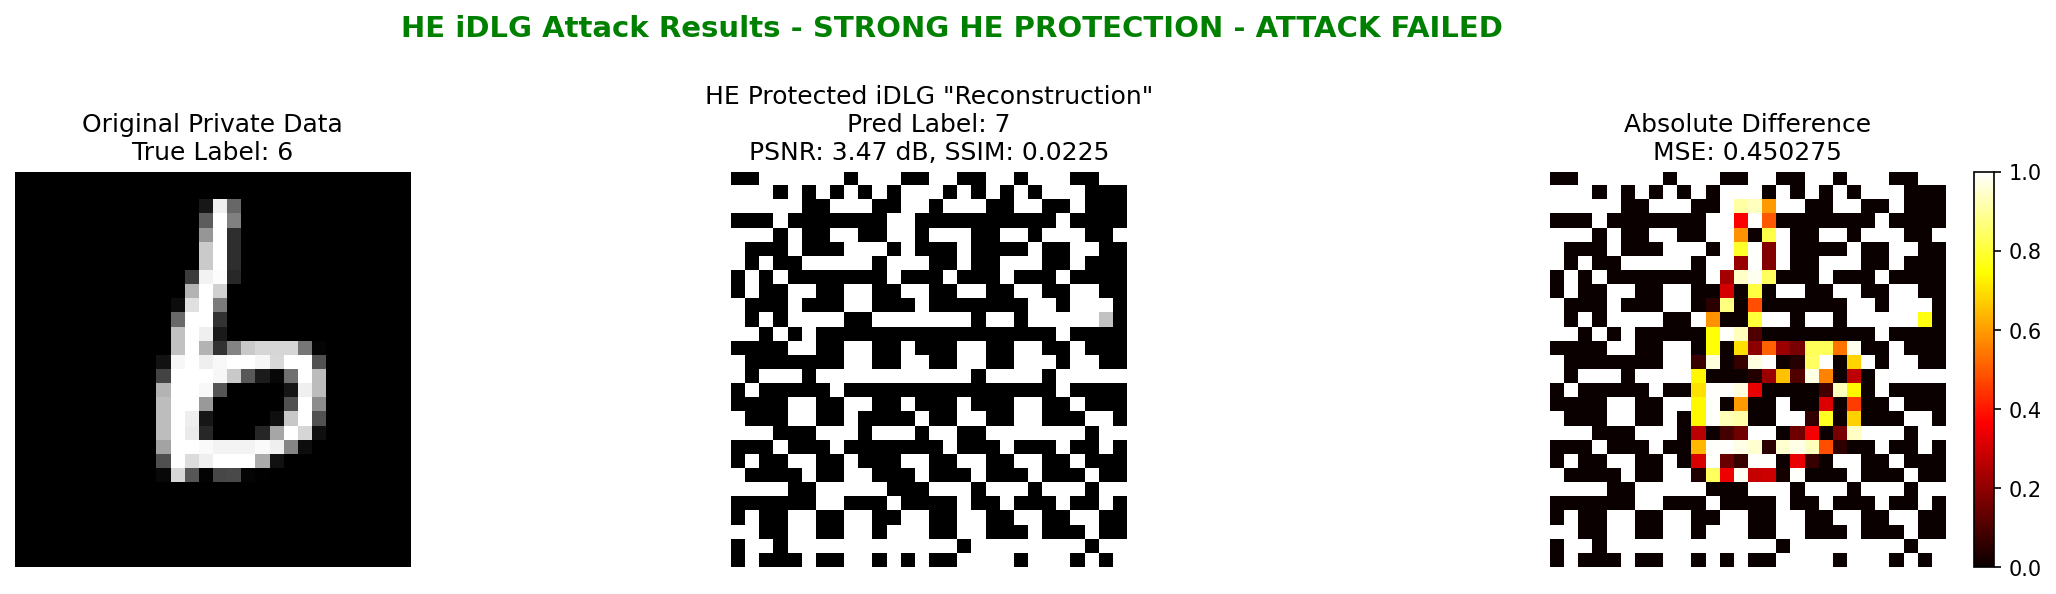 HE iDLG Attack Results - STRONG HE PROTECTION - ATTACK FAILED
Original Private Data
True Label: 6
HE Protected iDLG "Reconstruction"
Pred Label: 7
PSNR: 3.47 dB, SSIM: 0.0225
Absolute Difference
MSE: 0.450275
1.0
0.8
0.6
0.4
0.2
0.0